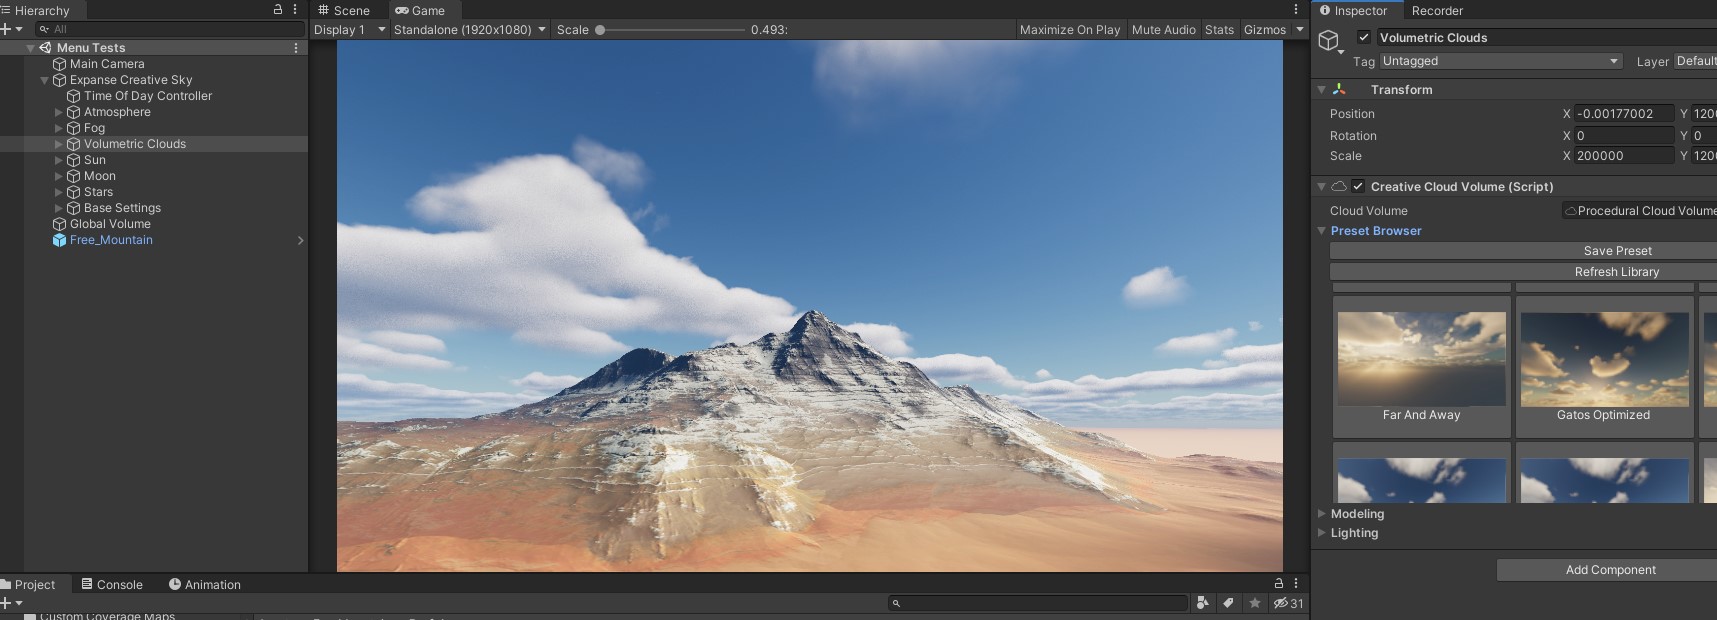 Hierarchy
All
Menu Tests
Main Camera
Expanse Creative Sky
Time Of Day Controller
Atmosphere
Fog
Volumetric Clouds
Sun
Moon
Stars
Base Settings
Global Volume
Free_Mountain
Scene Game
Display 1 Standalone (1920x1080) Scale 0.493: Maximize On Play Mute Audio Stats Gizmos
Inspector Recorder
Volumetric Clouds
Tag Untagged Layer Default
Transform
Position X -0.00177002 Y 1200
Rotation X 0 Y 0
Scale X 200000 Y 1200
Creative Cloud Volume (Script)
Cloud Volume Procedural Cloud Volume
Preset Browser
Save Preset
Refresh Library
Far And Away Gatos Optimized
Modeling
Lighting
Add Component
Project Console Animation
31
Custom Coverage Maps